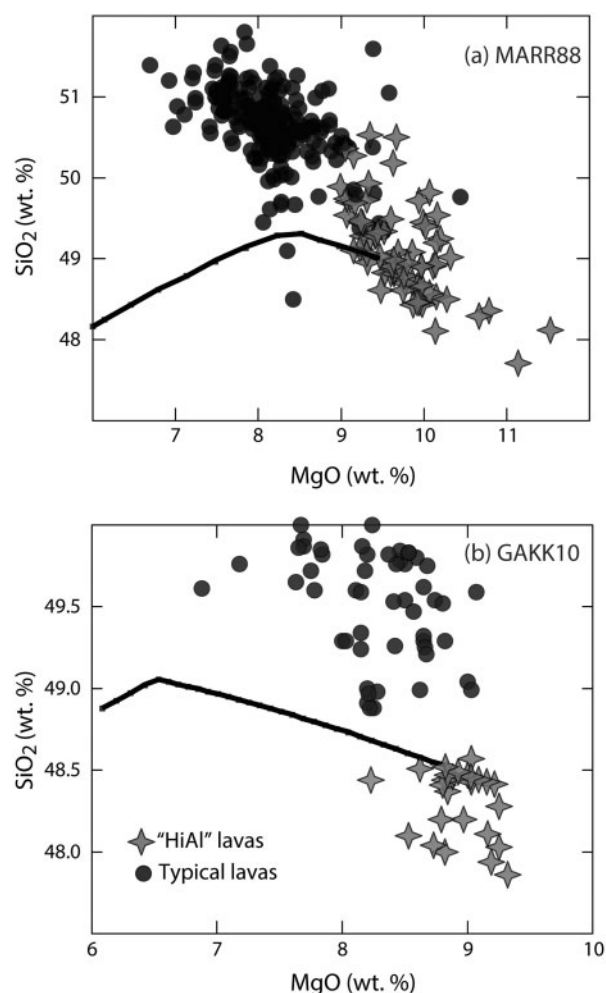 (a) MARR88
51
50
49
48
SiO2 (wt. %)
7 8 9 10 11
MgO (wt. %)
(b) GAKK10
49.5
49.0
48.5
48.0
SiO2 (wt. %)
"HiAl" lavas
Typical lavas
6 7 8 9 10
MgO (wt. %)